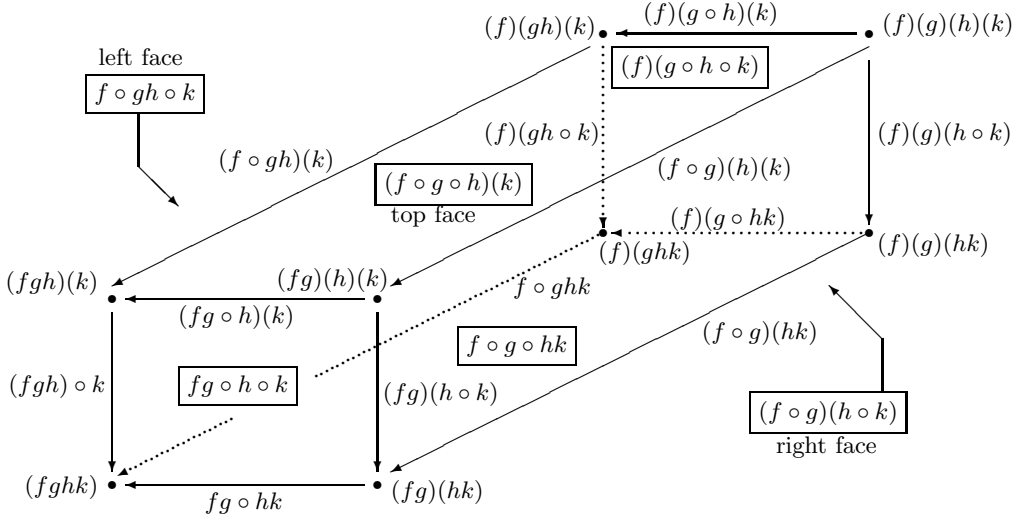 (f)(gh)(k)
(f)(g ∘ h)(k)
(f)(g)(h)(k)
left face
(f)(g ∘ h ∘ k)
f ∘ gh ∘ k
(f)(gh ∘ k)
(f)(g)(h ∘ k)
(f ∘ gh)(k)
(f ∘ g)(h)(k)
(f ∘ g ∘ h)(k)
top face
(f)(g ∘ hk)
(f)(g)(hk)
(f)(ghk)
(fgh)(k)
(fg)(h)(k)
f ∘ ghk
(fg ∘ h)(k)
(f ∘ g)(hk)
f ∘ g ∘ hk
(fgh) ∘ k
fg ∘ h ∘ k
(fg)(h ∘ k)
(f ∘ g)(h ∘ k)
right face
(fghk)
(fg)(hk)
fg ∘ hk